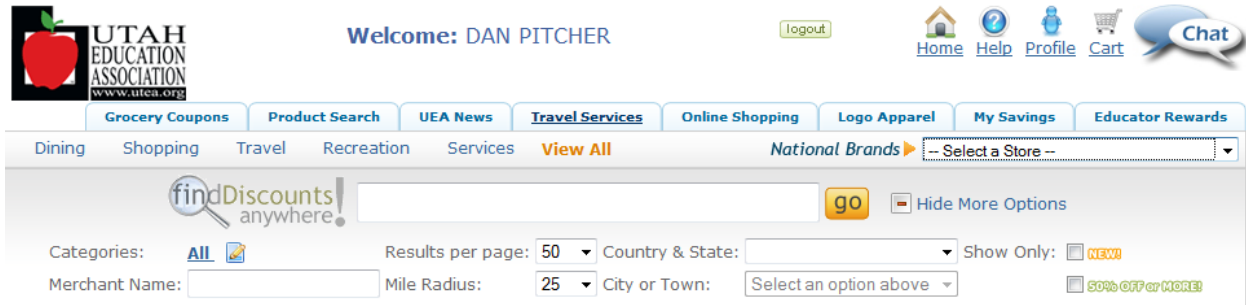 UTAH
EDUCATION
ASSOCIATION
www.utea.org
Welcome: DAN PITCHER
logout
Home Help Profile Cart
Chat
Grocery Coupons Product Search UEA News Travel Services Online Shopping Logo Apparel My Savings Educator Rewards
Dining Shopping Travel Recreation Services View All National Brands -- Select a Store --
findDiscounts
anywhere!
go
Hide More Options
Categories: All Results per page: 50 Country & State: Show Only: NEW!
Merchant Name: Mile Radius: 25 City or Town: Select an option above 50% OFF or MORE!